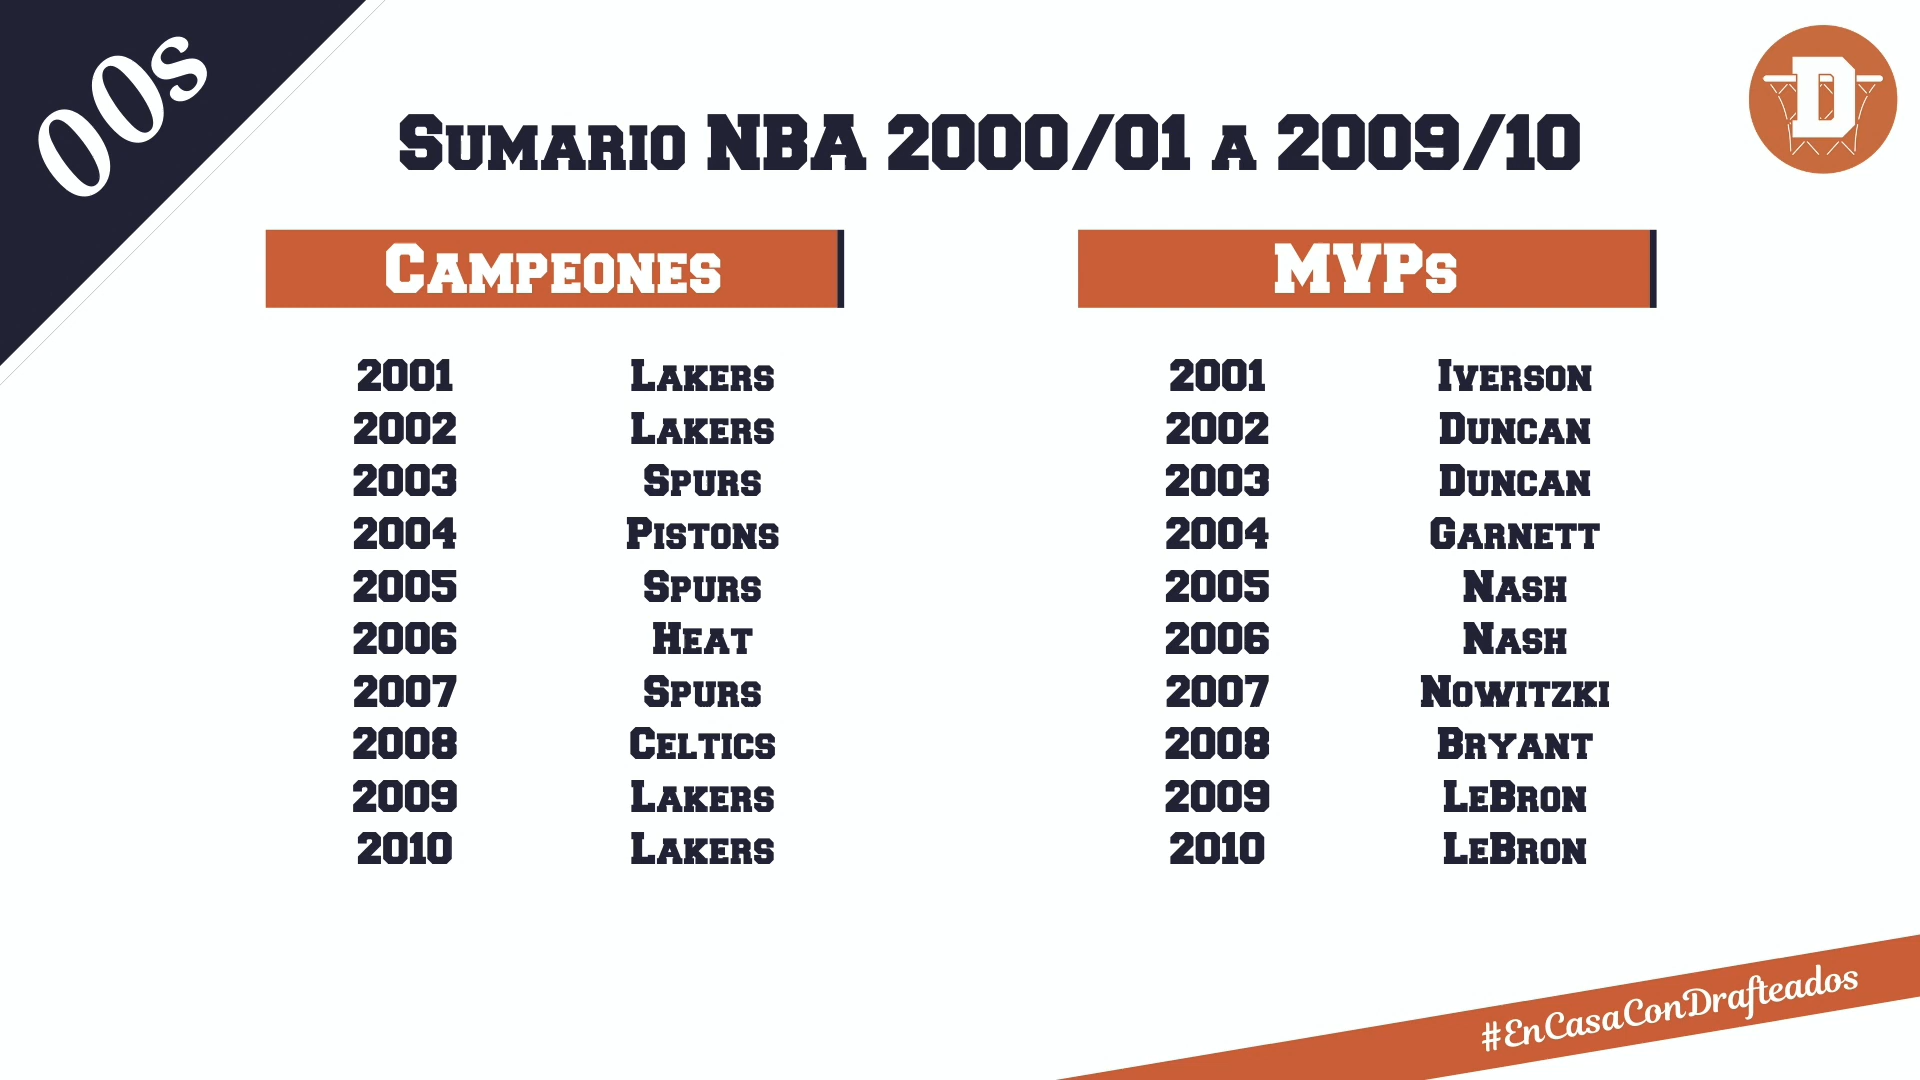 00s
D
Sumario NBA 2000/01 a 2009/10
Campeones
2001 Lakers
2002 Lakers
2003 Spurs
2004 Pistons
2005 Spurs
2006 Heat
2007 Spurs
2008 Celtics
2009 Lakers
2010 Lakers
MVPs
2001 Iverson
2002 Duncan
2003 Duncan
2004 Garnett
2005 Nash
2006 Nash
2007 Nowitzki
2008 Bryant
2009 LeBron
2010 LeBron
#EnCasaConDrafteados